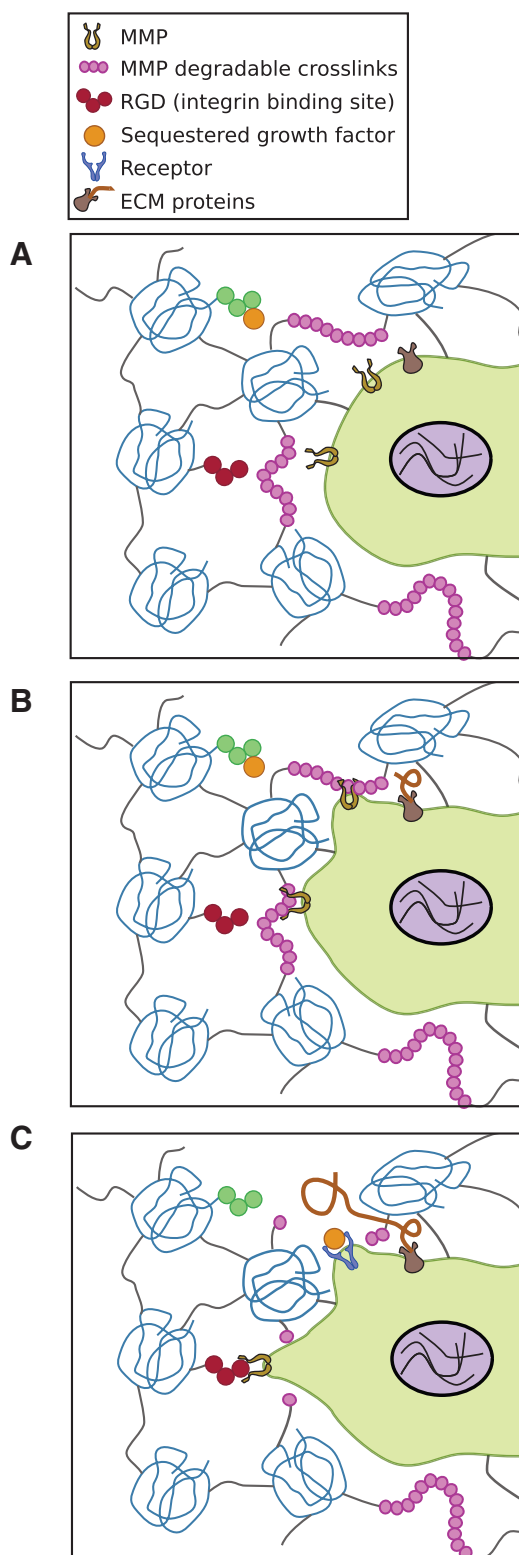 MMP
MMP degradable crosslinks
RGD (integrin binding site)
Sequestered growth factor
Receptor
ECM proteins
A
B
C